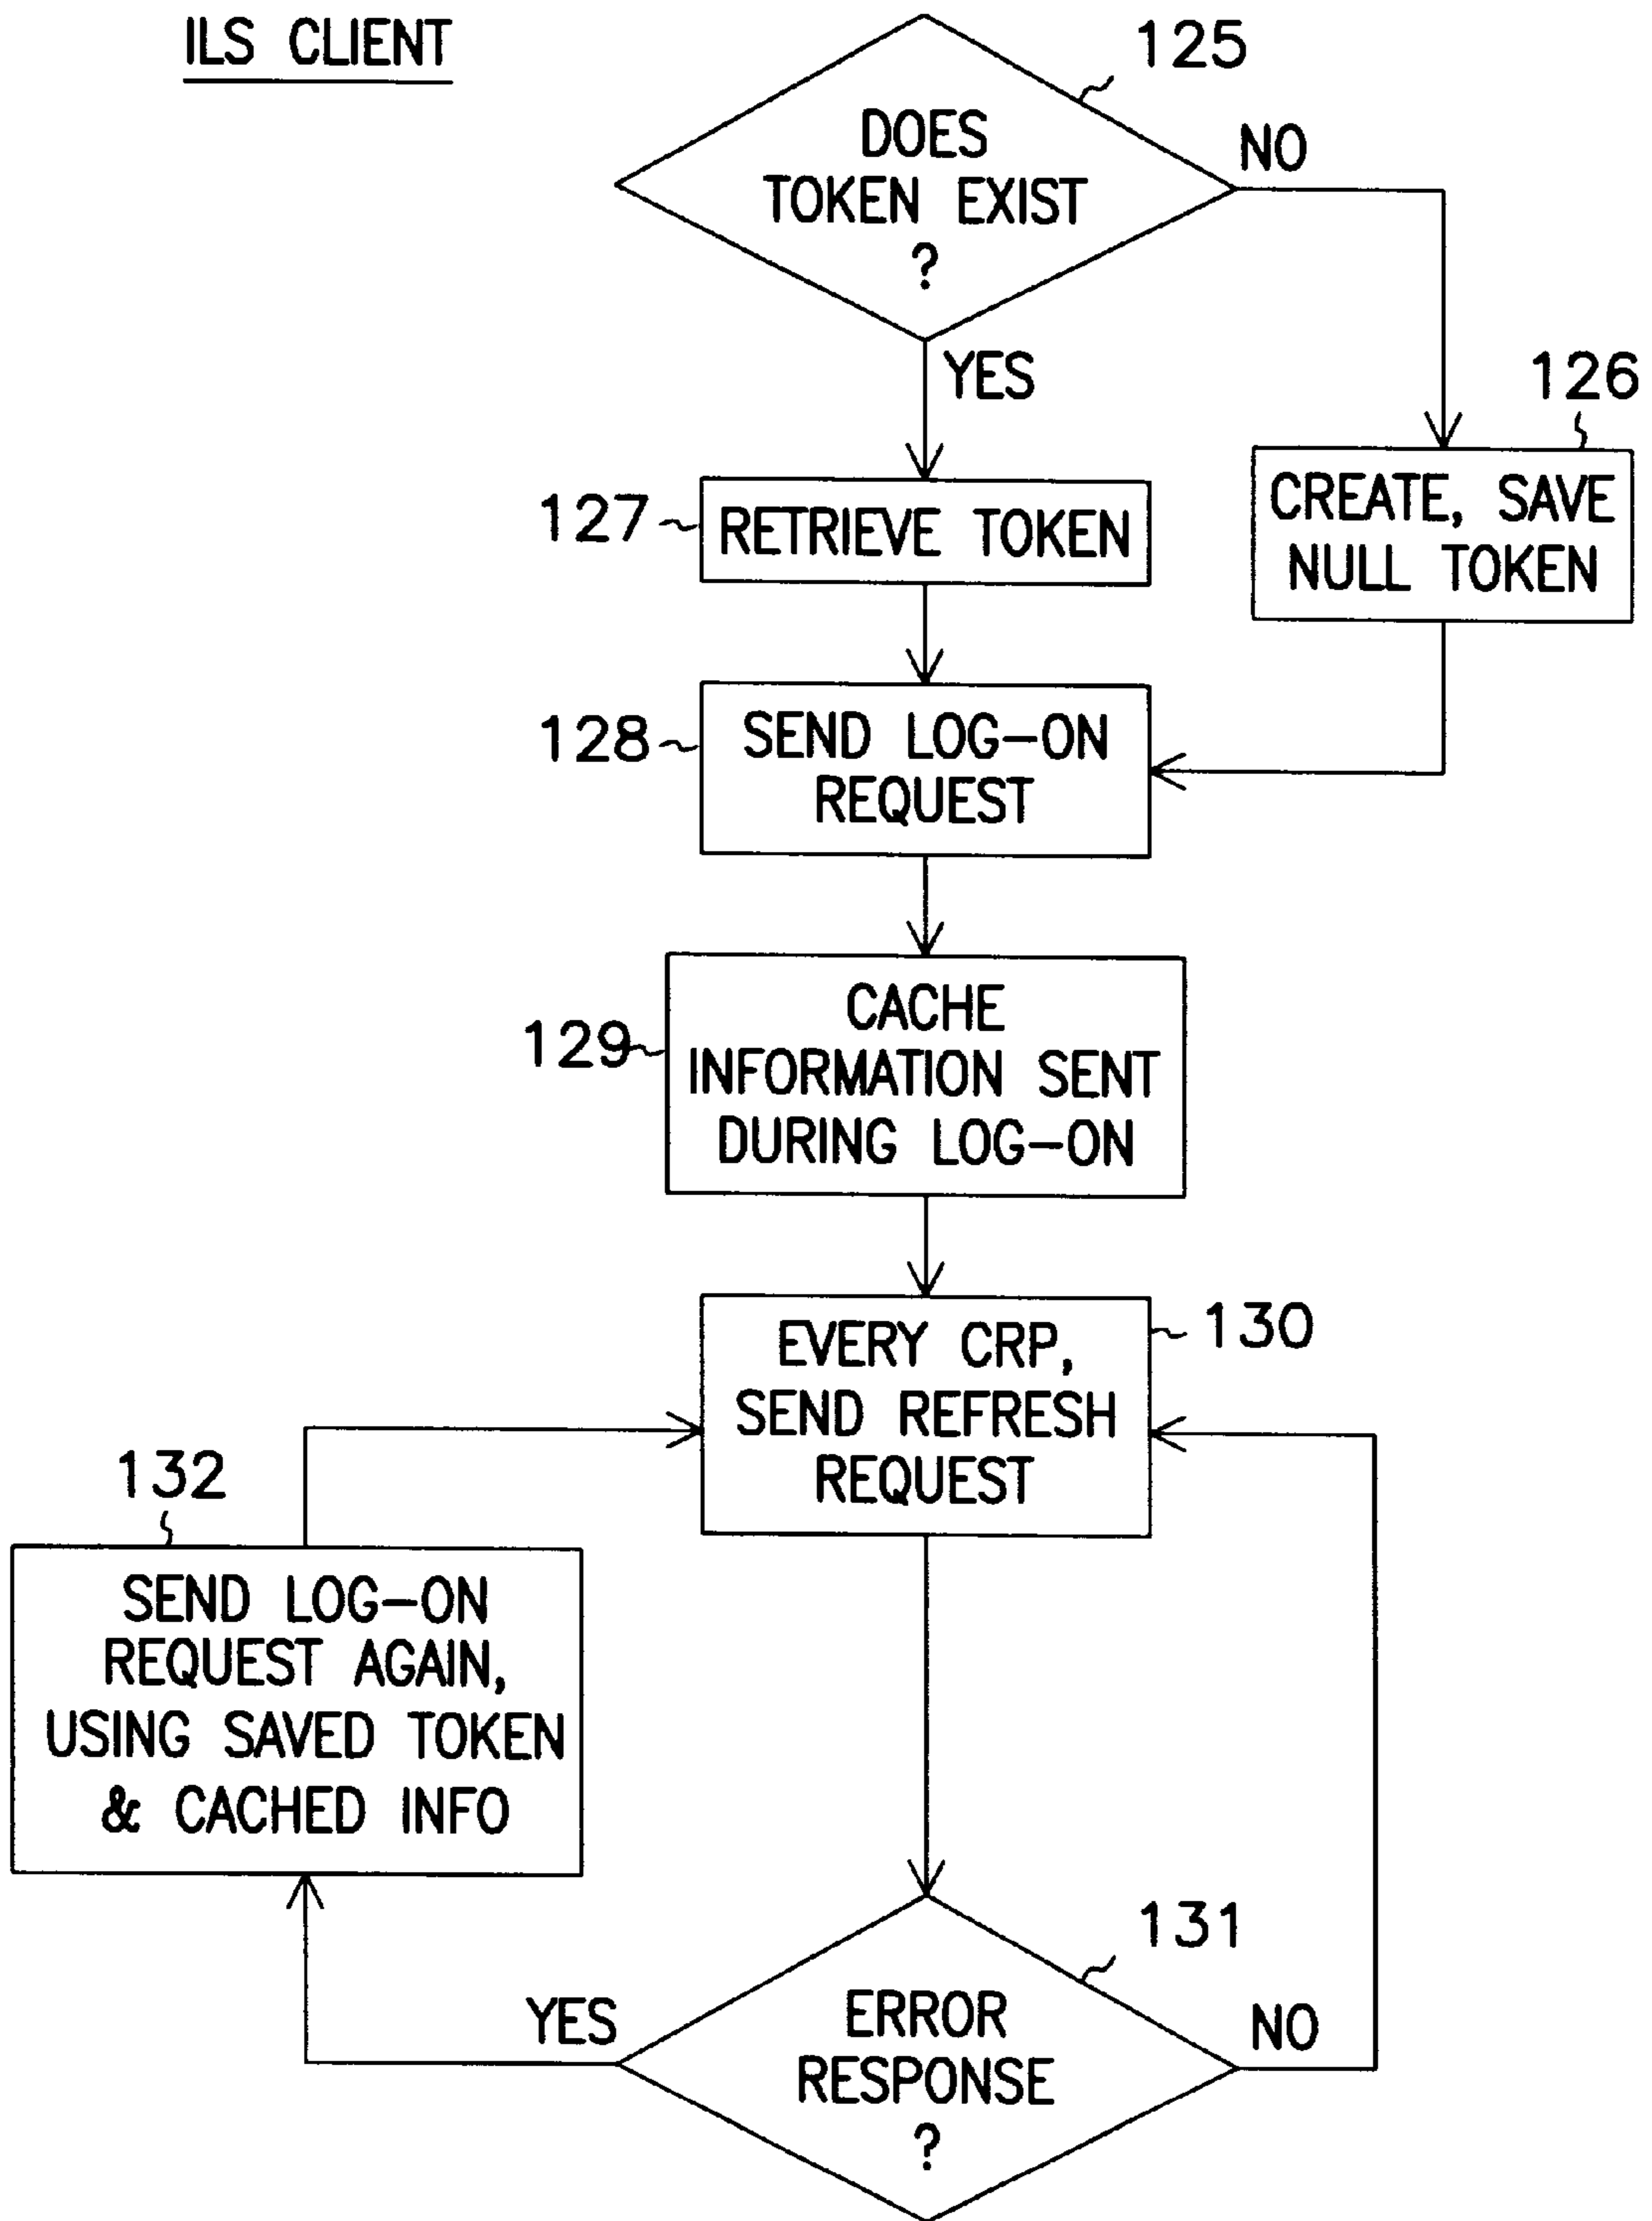 ILS CLIENT
125
DOES
TOKEN EXIST
?
NO
YES
126
CREATE, SAVE
NULL TOKEN
127
RETRIEVE TOKEN
128
SEND LOG-ON
REQUEST
129
CACHE
INFORMATION SENT
DURING LOG-ON
130
EVERY CRP,
SEND REFRESH
REQUEST
132
SEND LOG-ON
REQUEST AGAIN,
USING SAVED TOKEN
& CACHED INFO
131
ERROR
RESPONSE
?
YES
NO